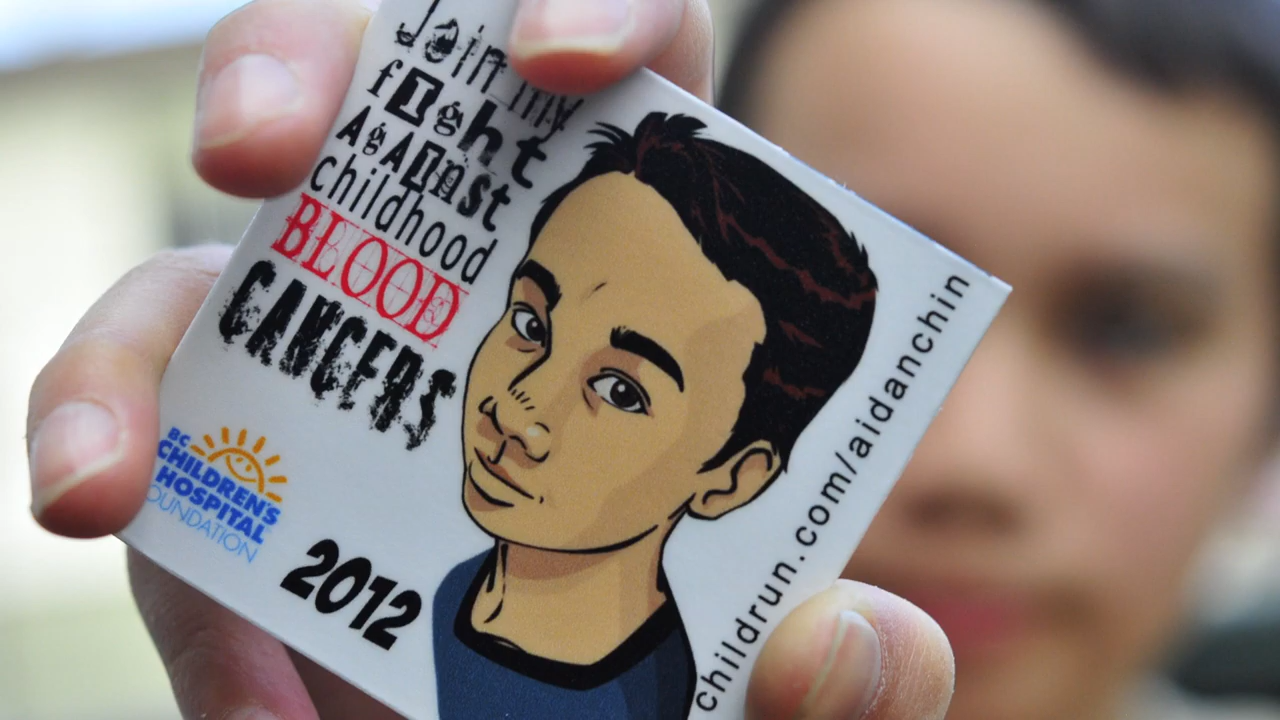 Join my
fight
AgAInst
childhood
BLOOD
CANCERS
BC
CHILDREN'S
HOSPITAL
FOUNDATION
2012
childrun.com/aidanchin